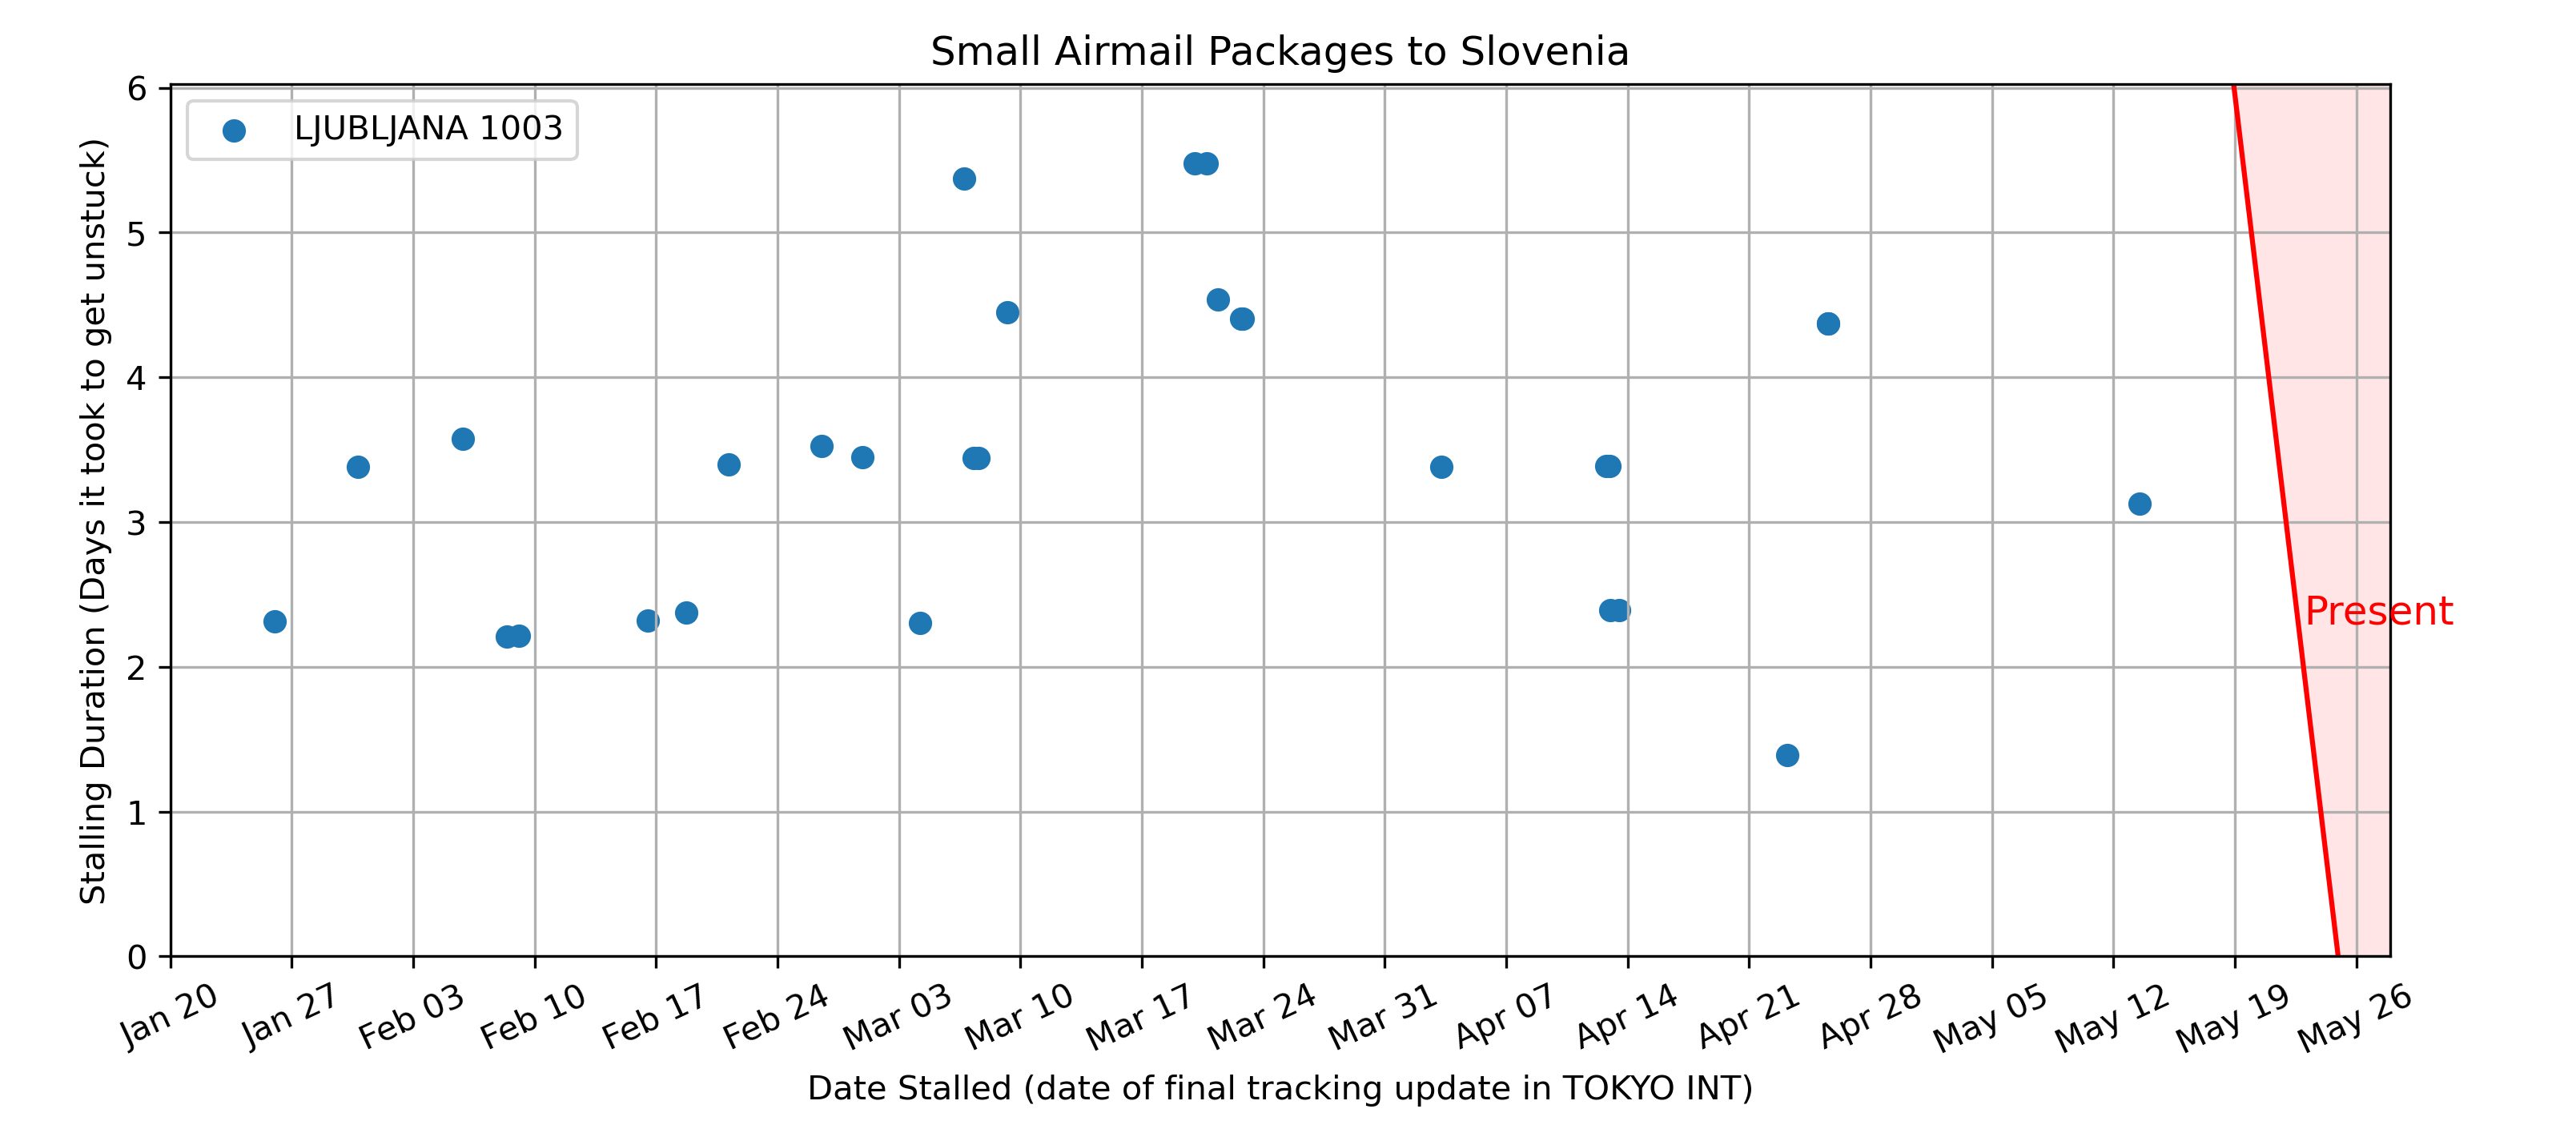 Small Airmail Packages to Slovenia
LJUBLJANA 1003
Stalling Duration (Days it took to get unstuck)
6
5
4
3
2
1
0
Present
Jan 20
Jan 27
Feb 03
Feb 10
Feb 17
Feb 24
Mar 03
Mar 10
Mar 17
Mar 24
Mar 31
Apr 07
Apr 14
Apr 21
Apr 28
May 05
May 12
May 19
May 26
Date Stalled (date of final tracking update in TOKYO INT)